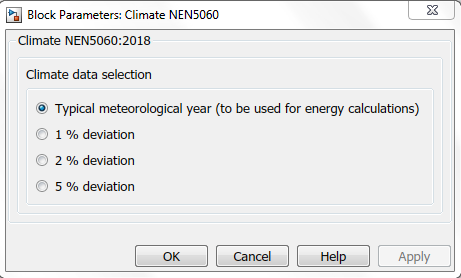 Block Parameters: Climate NEN5060
Climate NEN5060:2018
Climate data selection
Typical meteorological year (to be used for energy calculations)
1 % deviation
2 % deviation
5 % deviation
OK Cancel Help Apply